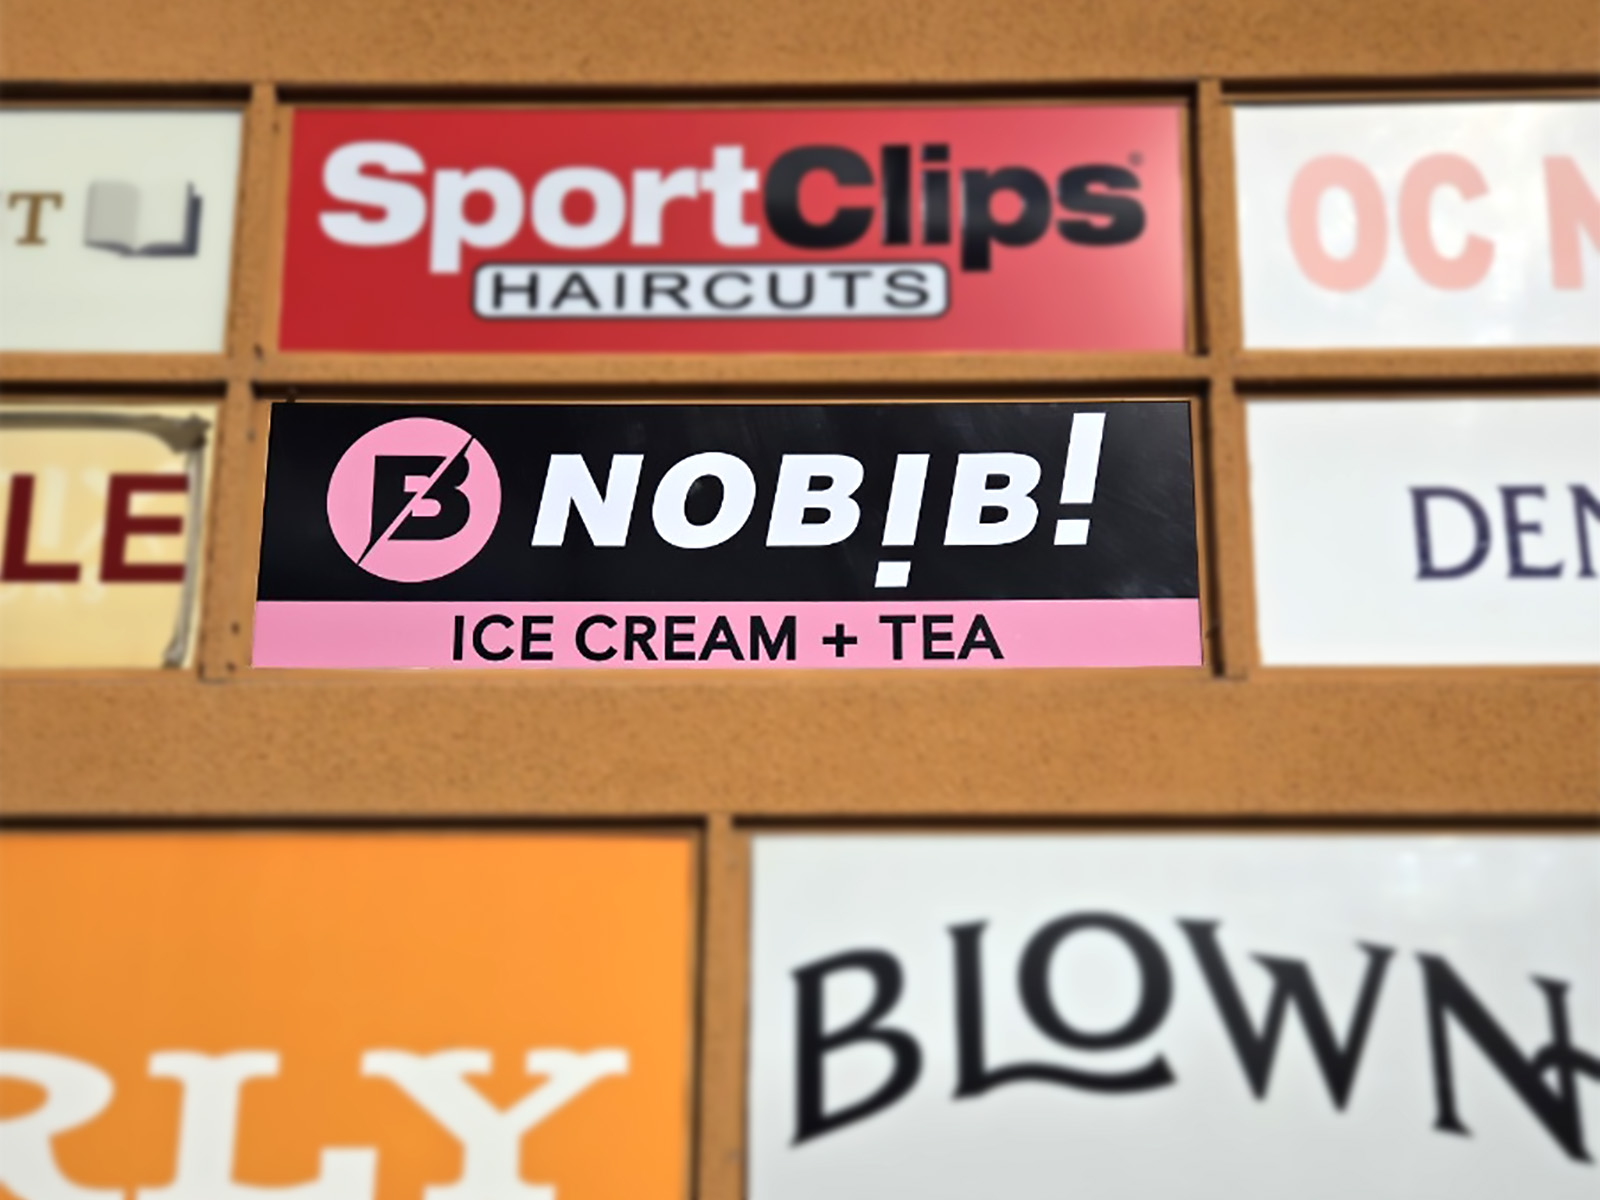 T
SportClips
HAIRCUTS
OC N
LE
B NOBIB!
ICE CREAM + TEA
DEN
RLY
BLOWN